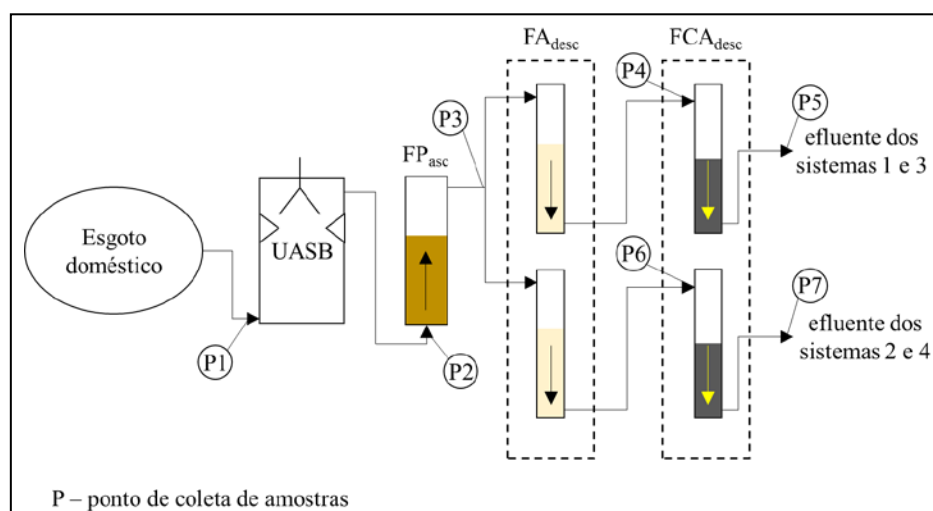 FAdesc
FCAdesc
P4
P5
P3
efluente dos
sistemas 1 e 3
FPasc
Esgoto
doméstico
UASB
P6
P7
efluente dos
sistemas 2 e 4
P1
P2
P – ponto de coleta de amostras